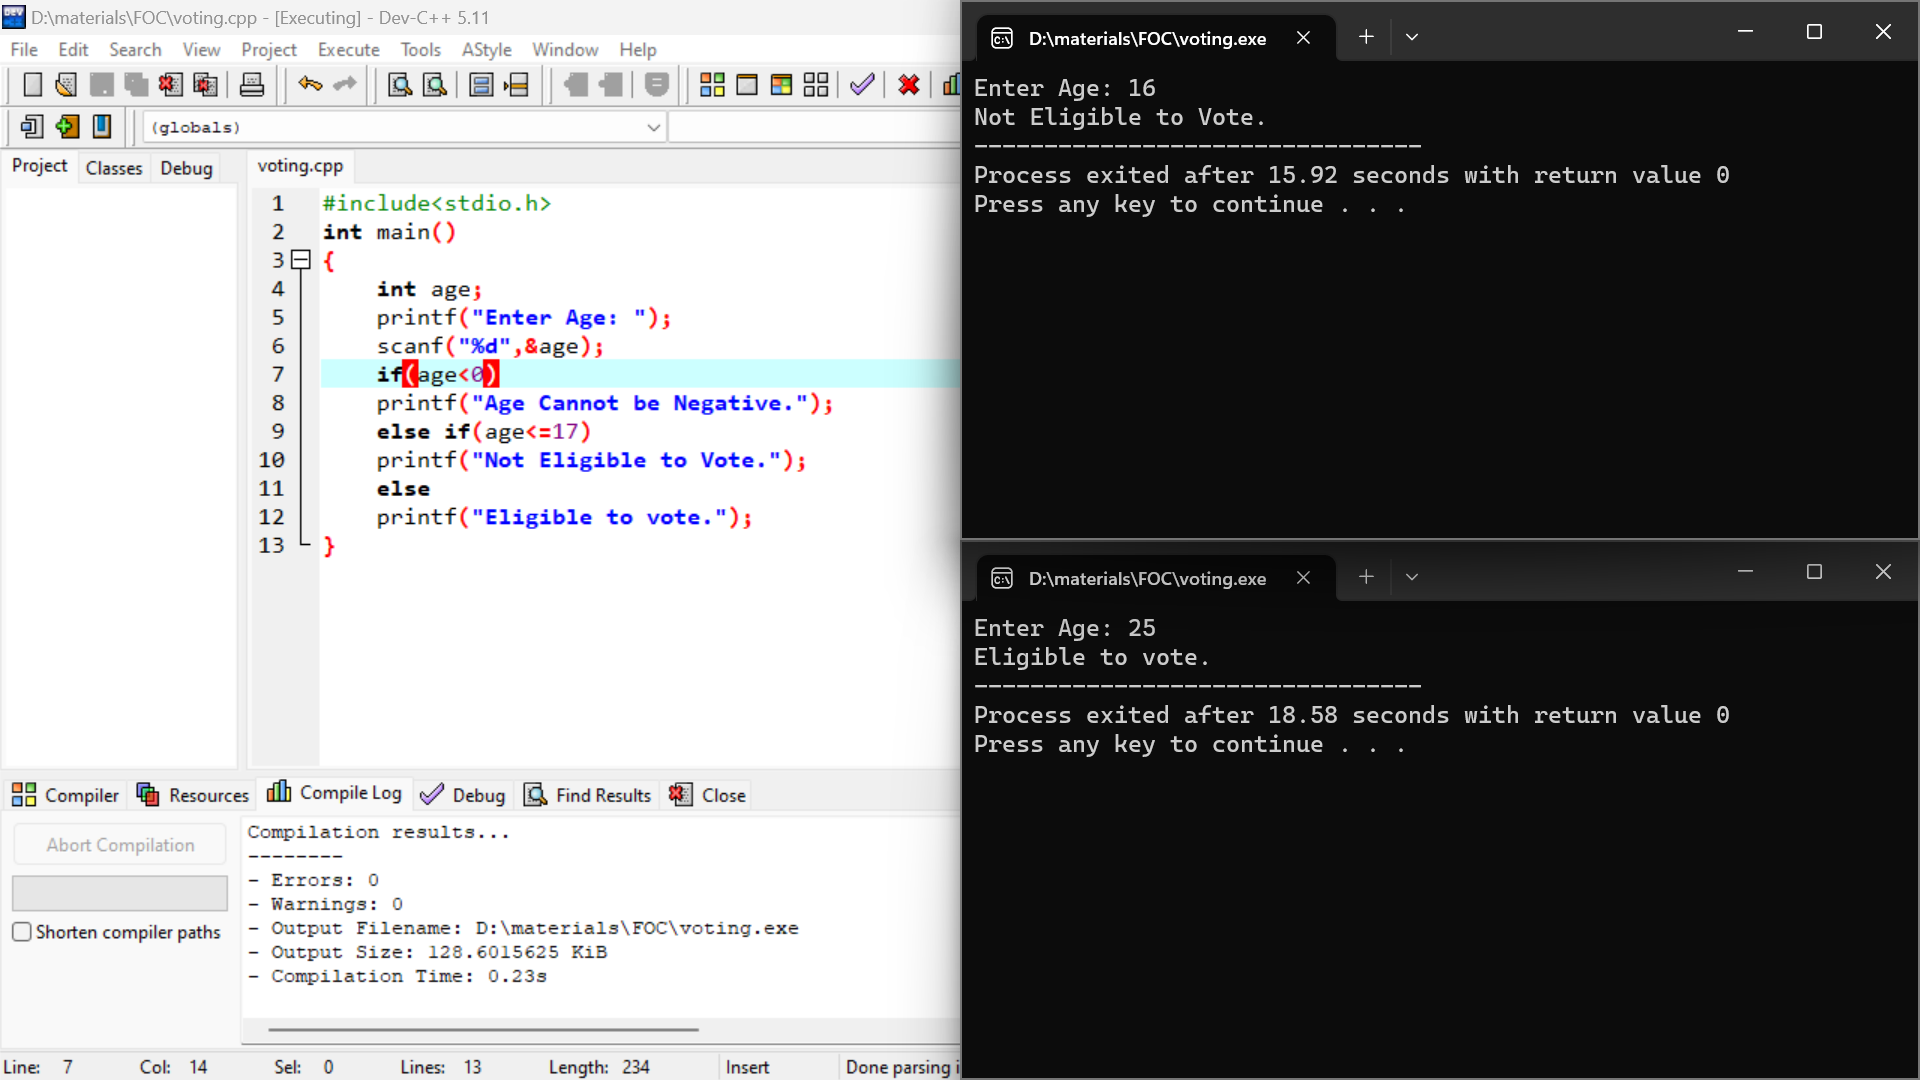 D:\materials\FOC\voting.cpp - [Executing] - Dev-C++ 5.11
File Edit Search View Project Execute Tools AStyle Window Help
(globals)
Project Classes Debug
voting.cpp
1 #include<stdio.h>
2 int main()
3 {
4 int age;
5 printf("Enter Age: ");
6 scanf("%d",&age);
7 if(age<0)
8 printf("Age Cannot be Negative.");
9 else if(age<=17)
10 printf("Not Eligible to Vote.");
11 else
12 printf("Eligible to vote.");
13 }
Compiler Resources Compile Log Debug Find Results Close
Abort Compilation
Shorten compiler paths
Compilation results...
--------
- Errors: 0
- Warnings: 0
- Output Filename: D:\materials\FOC\voting.exe
- Output Size: 128.6015625 KiB
- Compilation Time: 0.23s
Line: 7 Col: 14 Sel: 0 Lines: 13 Length: 234 Insert Done parsing i
D:\materials\FOC\voting.exe
Enter Age: 16
Not Eligible to Vote.
--------------------------------
Process exited after 15.92 seconds with return value 0
Press any key to continue . . .
D:\materials\FOC\voting.exe
Enter Age: 25
Eligible to vote.
--------------------------------
Process exited after 18.58 seconds with return value 0
Press any key to continue . . .